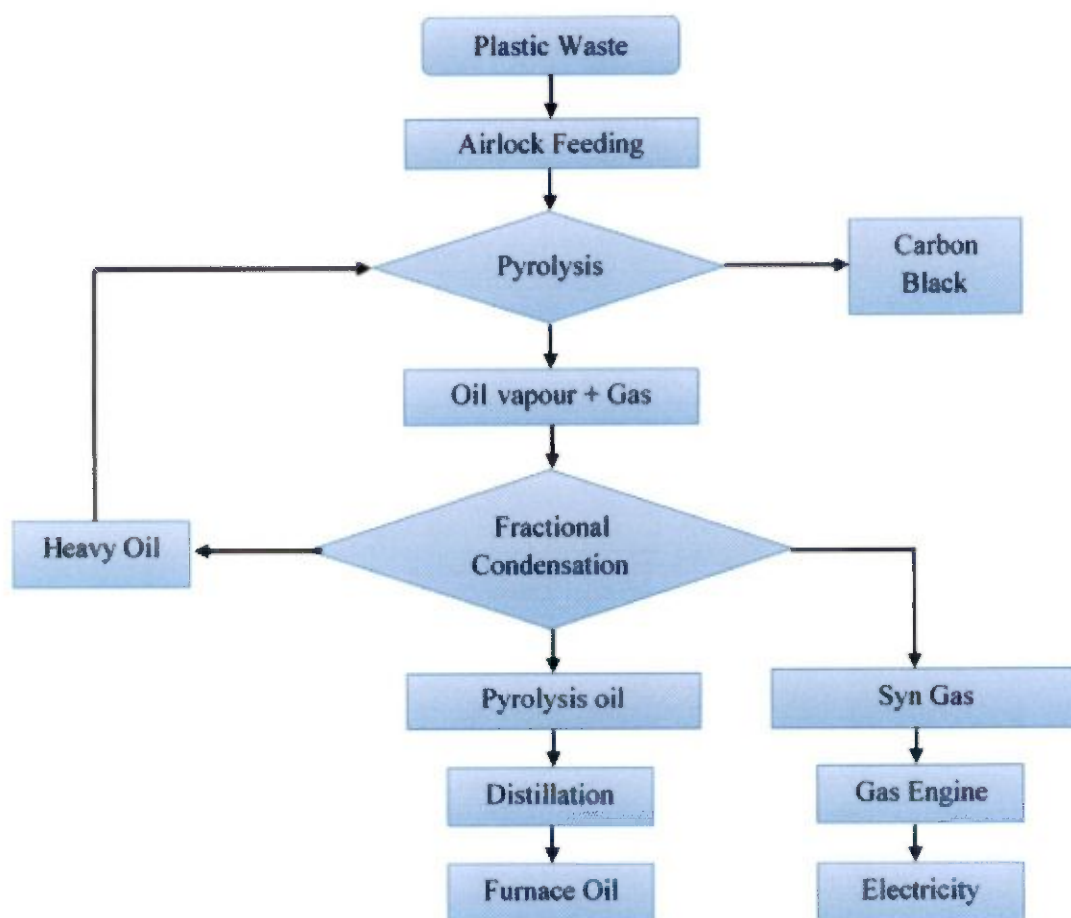 Plastic Waste
Airlock Feeding
Pyrolysis
Carbon
Black
Oil vapour + Gas
Fractional
Condensation
Heavy Oil
Pyrolysis oil
Syn Gas
Distillation
Gas Engine
Furnace Oil
Electricity